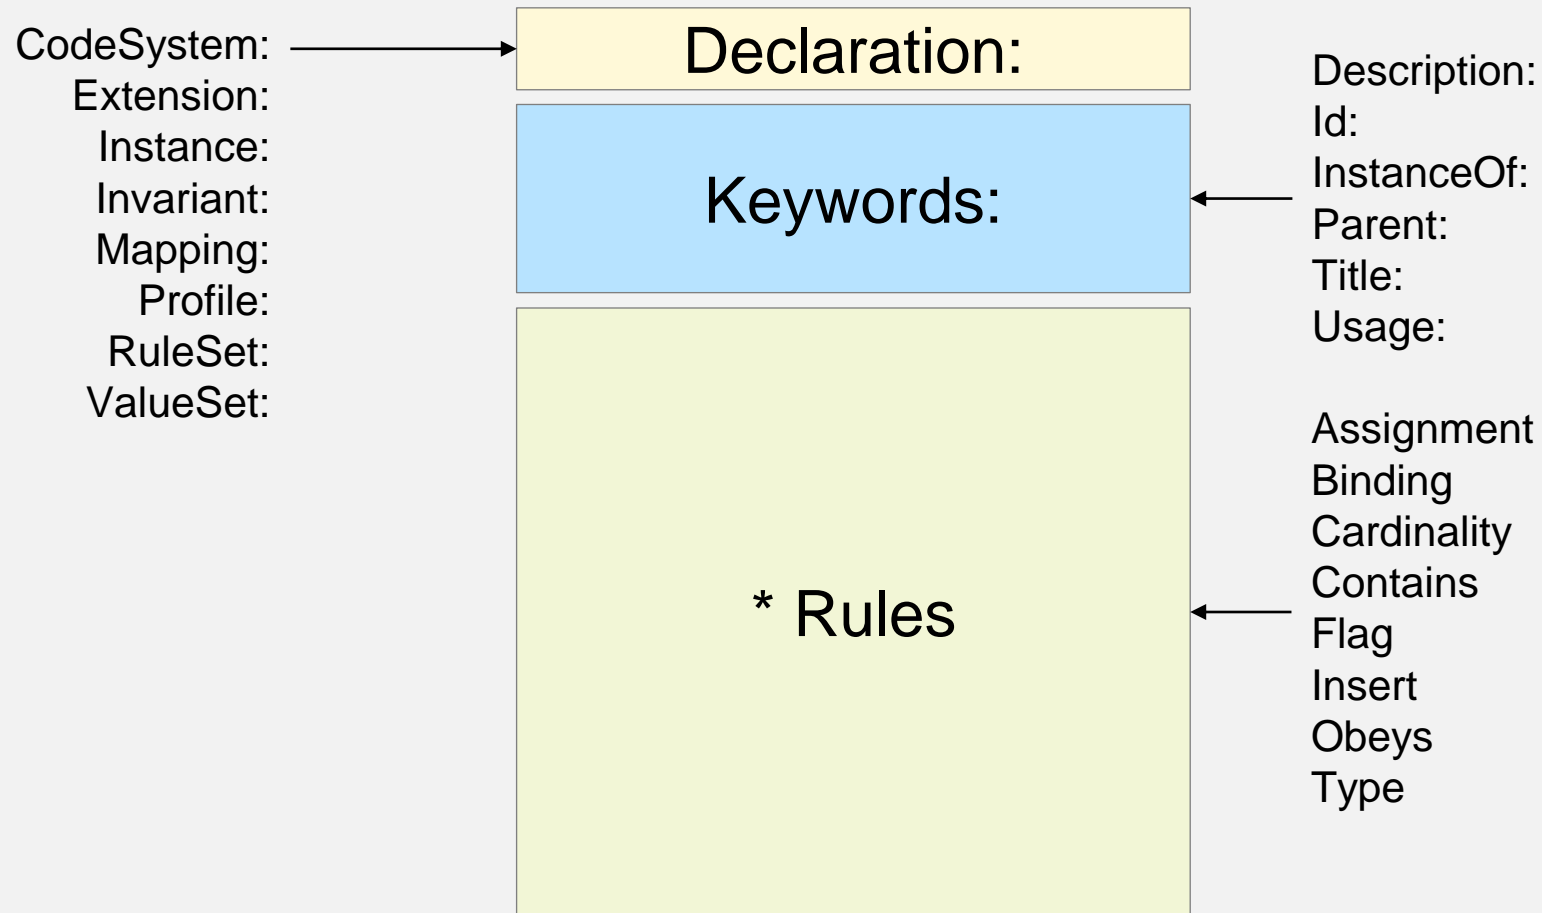 CodeSystem:
Extension:
Instance:
Invariant:
Mapping:
Profile:
RuleSet:
ValueSet:
Declaration:
Keywords:
* Rules
Description:
Id:
InstanceOf:
Parent:
Title:
Usage:
Assignment
Binding
Cardinality
Contains
Flag
Insert
Obeys
Type